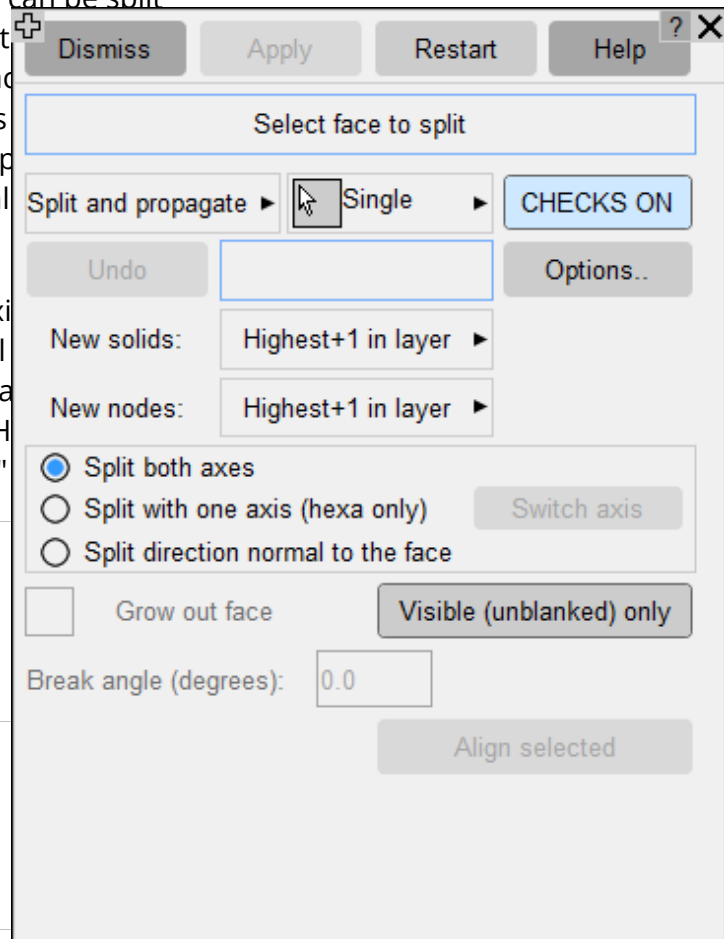 can be split
?
Dismiss Apply Restart Help
Select face to split
Split and propagate Single CHECKS ON
Undo Options..
New solids: Highest+1 in layer
New nodes: Highest+1 in layer
Split both axes
Split with one axis (hexa only) Switch axis
Split direction normal to the face
Grow out face Visible (unblanked) only
Break angle (degrees): 0.0
Align selected